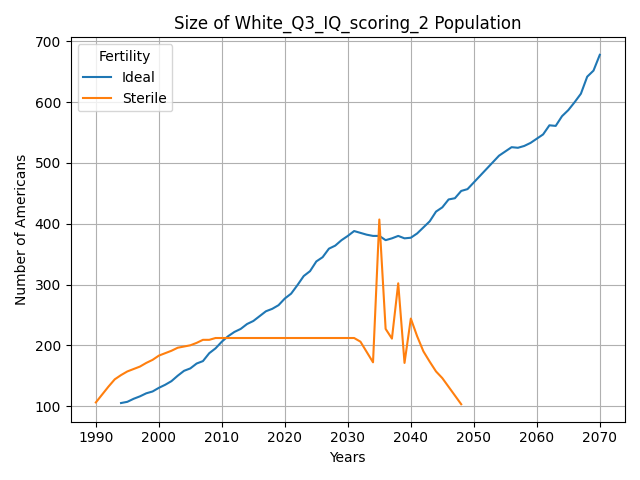 Size of White_Q3_IQ_scoring_2 Population
Fertility
Ideal
Sterile
Number of Americans
700
600
500
400
300
200
100
1990 2000 2010 2020 2030 2040 2050 2060 2070
Years